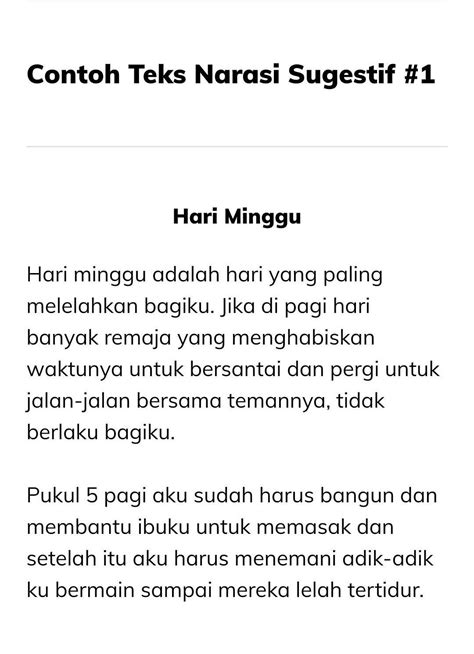 Contoh Teks Narasi Sugestif #1
Hari Minggu
Hari minggu adalah hari yang paling
melelahkan bagiku. Jika di pagi hari
banyak remaja yang menghabiskan
waktunya untuk bersantai dan pergi untuk
jalan-jalan bersama temannya, tidak
berlaku bagiku.
Pukul 5 pagi aku sudah harus bangun dan
membantu ibuku untuk memasak dan
setelah itu aku harus menemani adik-adik
ku bermain sampai mereka lelah tertidur.